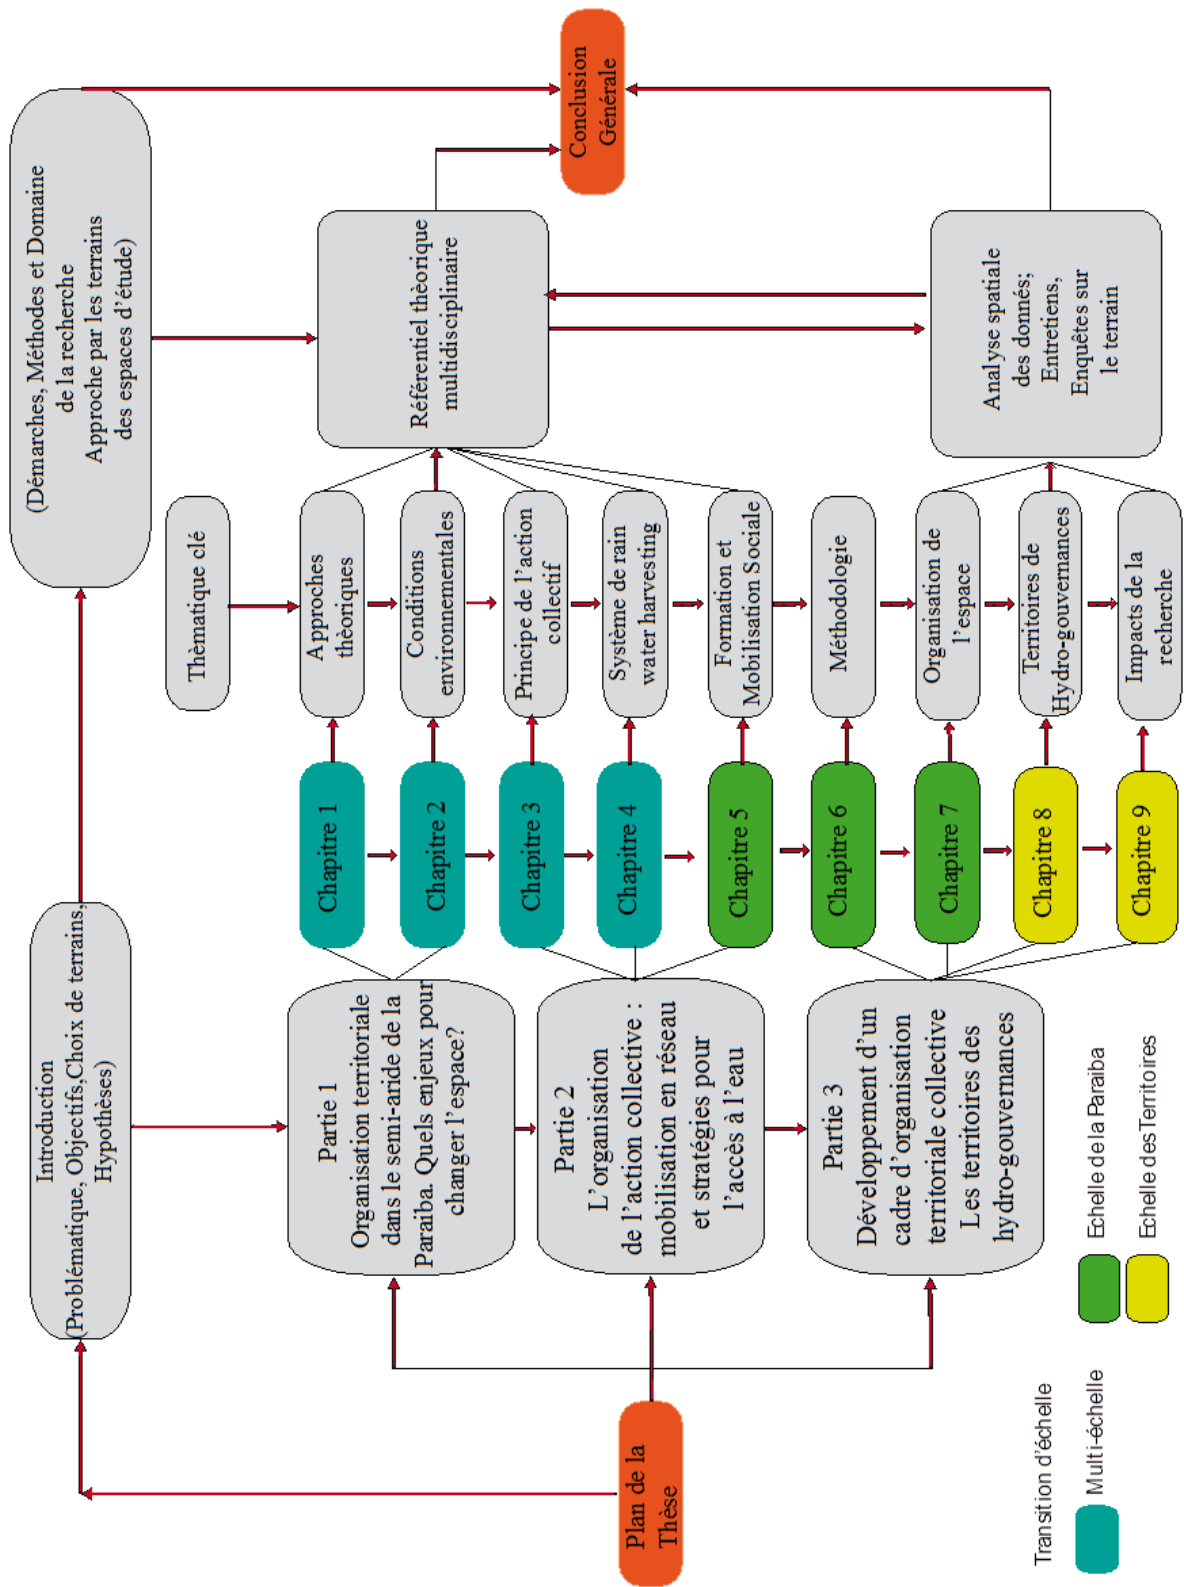 Introduction
(Problématique, Objectifs,Choix de terrains,
Hypothèses)
(Démarches, Méthodes et Domaine
de la recherche
Approche par les terrains
des espaces d'étude)
Thèmatique clé
Plan de la
Thèse
Partie 1
Organisation territoriale
dans le semi-aride de la
Paraiba. Quels enjeux pour
changer l'espace?
Partie 2
L'organisation
de l'action collective :
mobilisation en réseau
et stratégies pour
l'accès à l'eau
Partie 3
Développement d'un
cadre d'organisation
territoriale collective
Les territoires des
hydro-gouvernances
Chapitre 1
Chapitre 2
Chapitre 3
Chapitre 4
Chapitre 5
Chapitre 6
Chapitre 7
Chapitre 8
Chapitre 9
Approches
thèoriques
Conditions
environnementales
Principe de l'action
collectif
Système de rain
water harvesting
Formation et
Mobilisation Sociale
Méthodologie
Organisation de
l'espace
Territoires de
Hydro-gouvernances
Impacts de la
recherche
Référentiel thèorique
multidisciplinaire
Analyse spatiale
des donnés;
Entretiens,
Enquêtes sur
le terrain
Conclusion
Générale
Transition d'échelle
Multi-échelle
Echelle de la Paraiba
Echelle desTerritoires